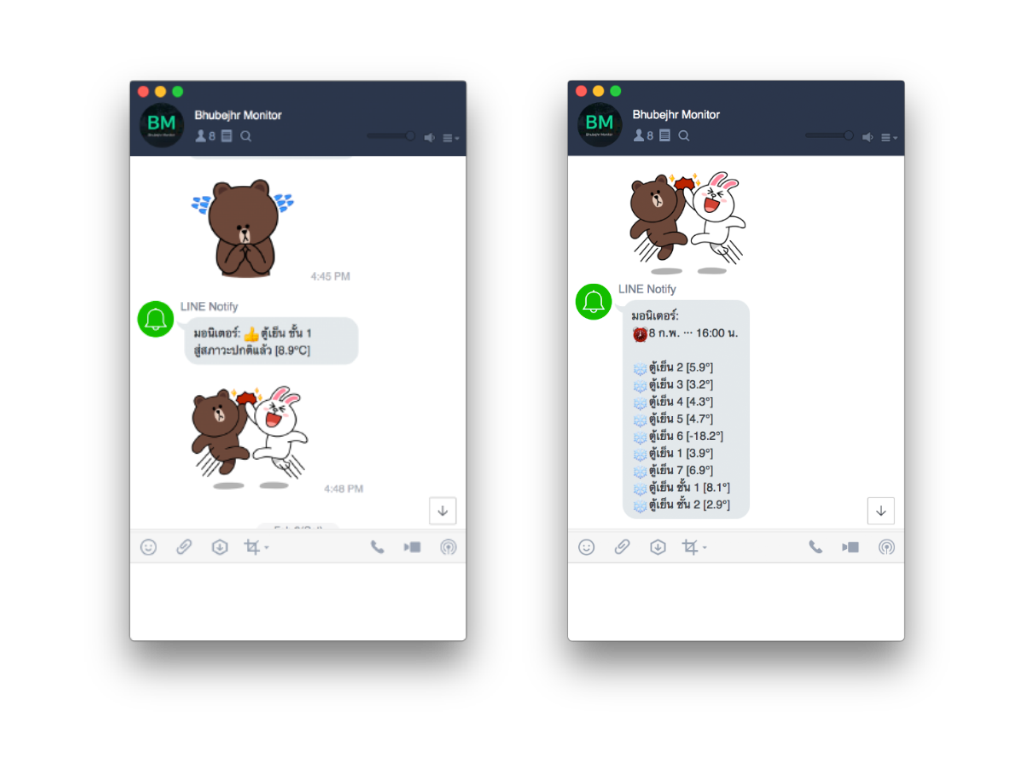 BM
Bhubejhr Monitor
8
4:45 PM
LINE Notify
มอนิเตอร์: 👍ตู้เย็น ชั้น 1
สู่สภาวะปกติแล้ว [8.9°C]
4:48 PM
BM
Bhubejhr Monitor
8
LINE Notify
มอนิเตอร์:
8 ก.พ. ··· 16:00 น.
ตู้เย็น 2 [5.9°]
ตู้เย็น 3 [3.2°]
ตู้เย็น 4 [4.3°]
ตู้เย็น 5 [4.7°]
ตู้เย็น 6 [-18.2°]
ตู้เย็น 1 [3.9°]
ตู้เย็น 7 [6.9°]
ตู้เย็น ชั้น 1 [8.1°]
ตู้เย็น ชั้น 2 [2.9°]